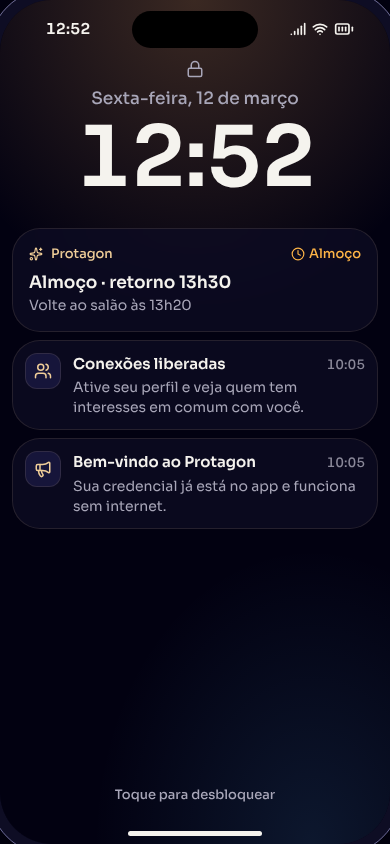 12:52
Sexta-feira, 12 de março
12:52
Protagon
Almoço
Almoço · retorno 13h30
Volte ao salão às 13h20
Conexões liberadas
10:05
Ative seu perfil e veja quem tem
interesses em comum com você.
Bem-vindo ao Protagon
10:05
Sua credencial já está no app e funciona
sem internet.
Toque para desbloquear